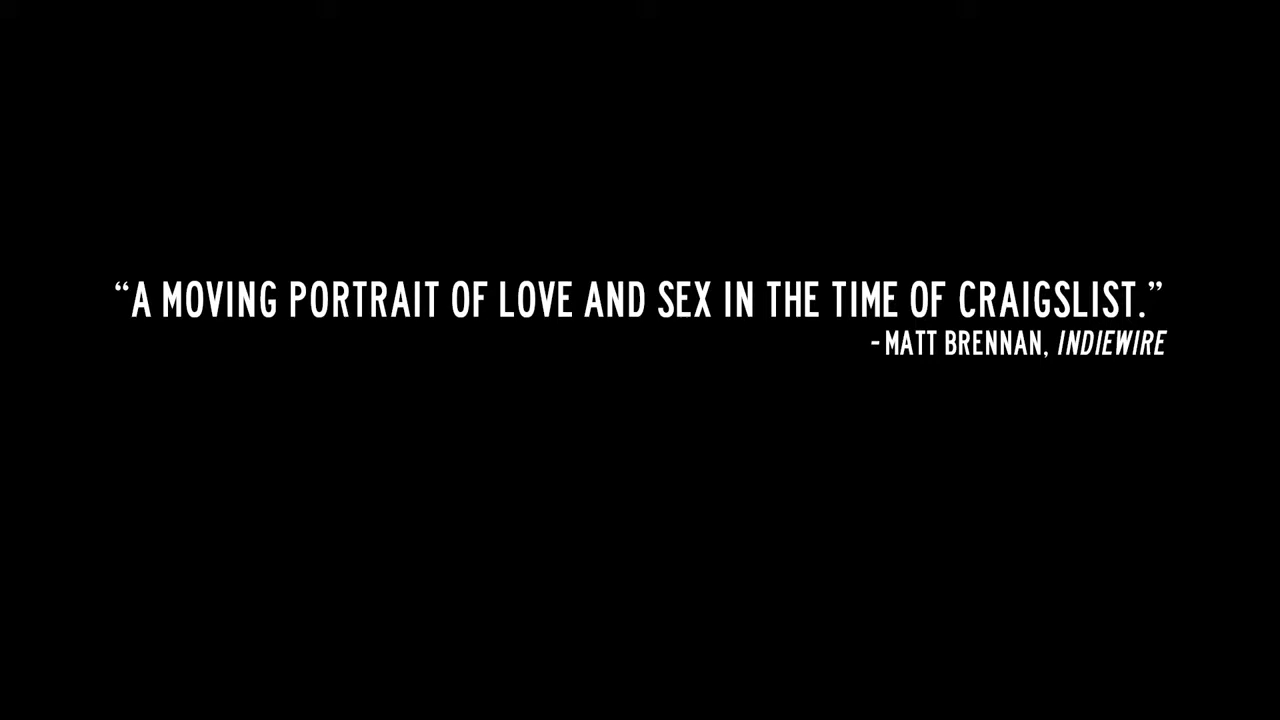 “A MOVING PORTRAIT OF LOVE AND SEX IN THE TIME OF CRAIGSLIST.”
- MATT BRENNAN, INDIEWIRE